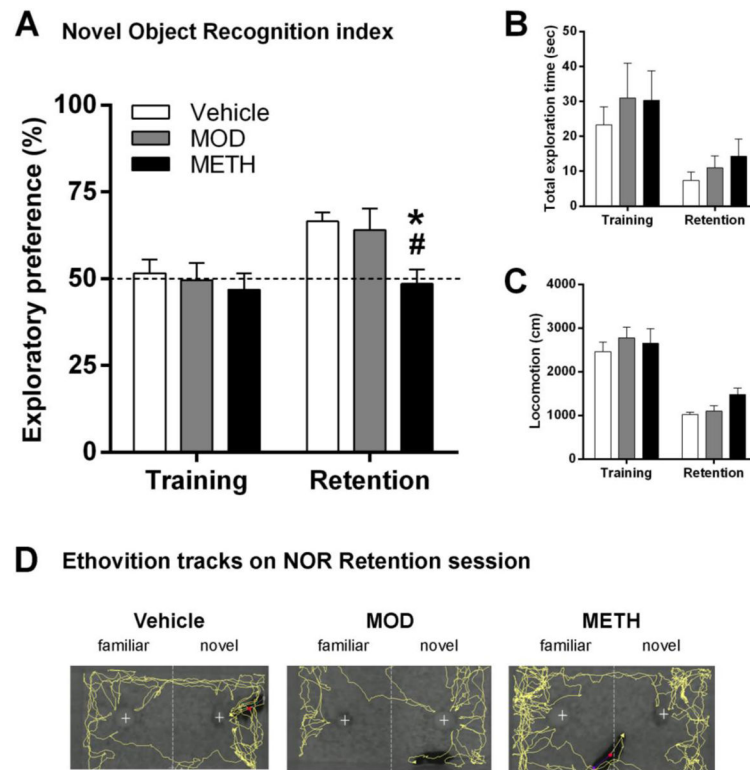 A Novel Object Recognition index
Exploratory preference (%)
100
75
50
25
0
Vehicle
MOD
METH
*
#
Training Retention
B
Total exploration time (sec)
50
40
30
20
10
0
Training Retention
C
Locomotion (cm)
4000
3000
2000
1000
0
Training Retention
D Ethovition tracks on NOR Retention session
Vehicle MOD METH
familiar novel familiar novel familiar novel